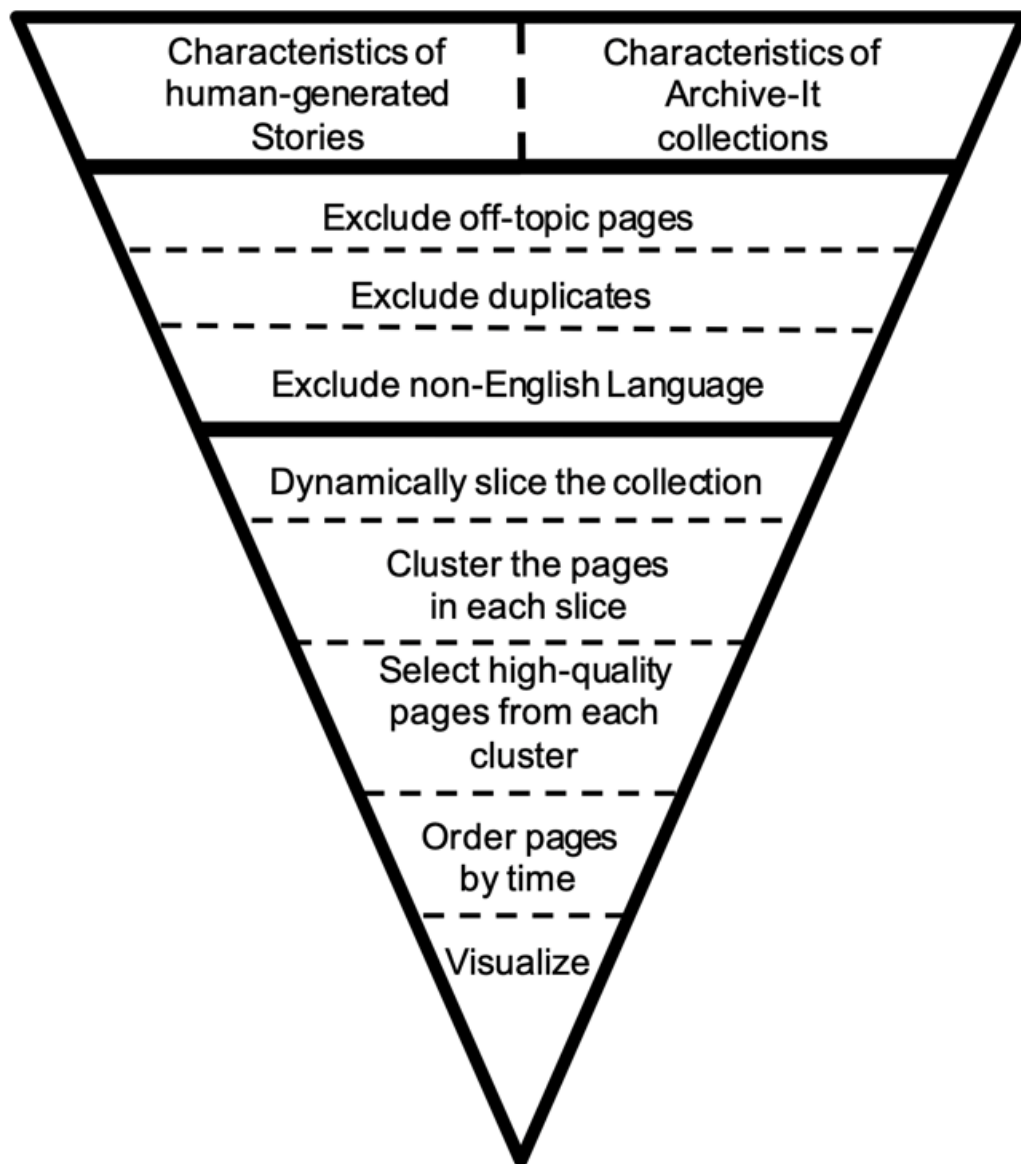 Characteristics of
human-generated
Stories
Characteristics of
Archive-It
collections
Exclude off-topic pages
Exclude duplicates
Exclude non-English Language
Dynamically slice the collection
Cluster the pages
in each slice
Select high-quality
pages from each
cluster
Order pages
by time
Visualize